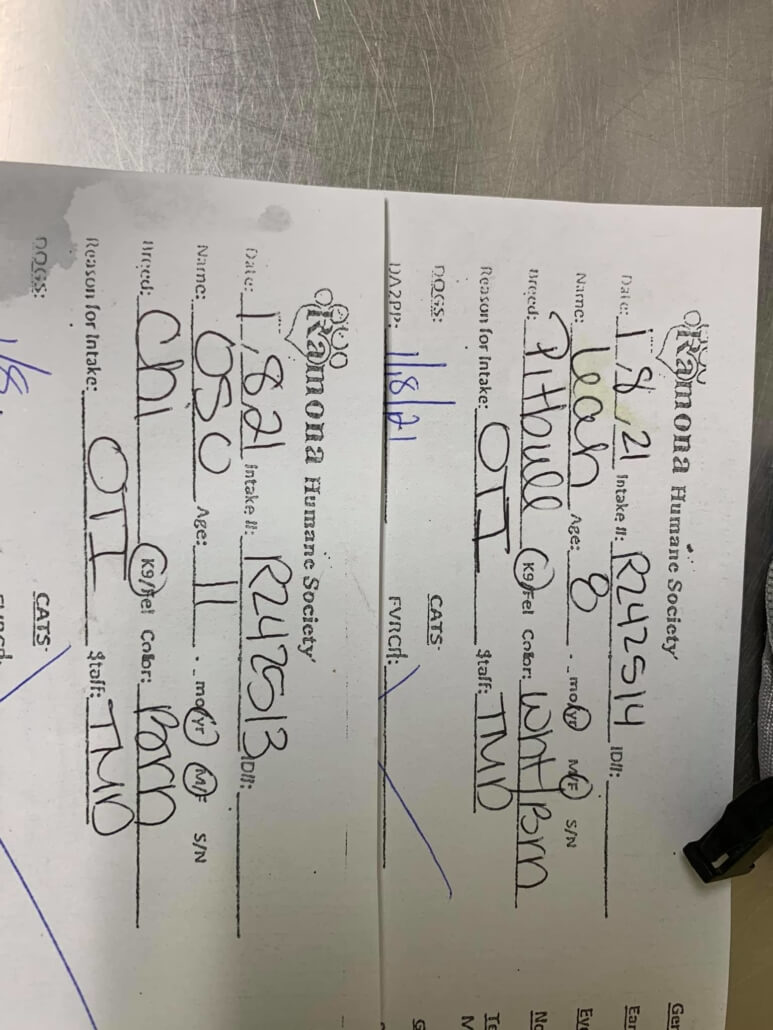 Ramona Humane Society
Date: 1,8,21 Intake #: R242514 ID#:
Name: Leah Age: 8 mo/yr M/F S/N
Breed: Pitbull K9/Fel Color: Wht/Brn
Reason for Intake: OTI Staff: TMD
DOGS: CATS:
DA2PP: 1/8/21 FVRCP:
Ramona Humane Society
Date: 1,8,21 Intake #: R242513 ID#:
Name: OSO Age: 11 mo/yr M/F S/N
Breed: Chi K9/Fel Color: Brn
Reason for Intake: OTI Staff: TMD
DOGS: CATS:
1/8